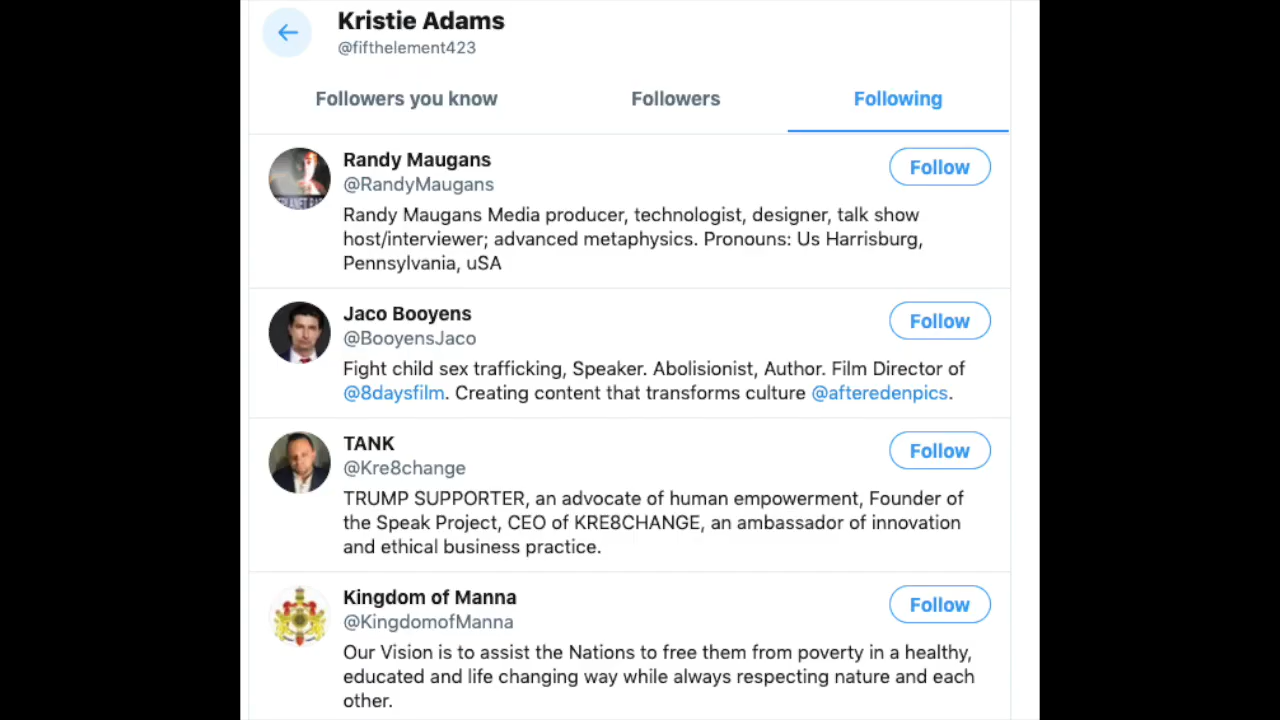 Kristie Adams
@fifthelement423
Followers you know
Followers
Following
Randy Maugans
@RandyMaugans
Follow
Randy Maugans Media producer, technologist, designer, talk show
host/interviewer; advanced metaphysics. Pronouns: Us Harrisburg,
Pennsylvania, uSA
Jaco Booyens
@BooyensJaco
Follow
Fight child sex trafficking, Speaker. Abolisionist, Author. Film Director of
@8daysfilm. Creating content that transforms culture @afteredenpics.
TANK
@Kre8change
Follow
TRUMP SUPPORTER, an advocate of human empowerment, Founder of
the Speak Project, CEO of KRE8CHANGE, an ambassador of innovation
and ethical business practice.
Kingdom of Manna
@KingdomofManna
Follow
Our Vision is to assist the Nations to free them from poverty in a healthy,
educated and life changing way while always respecting nature and each
other.